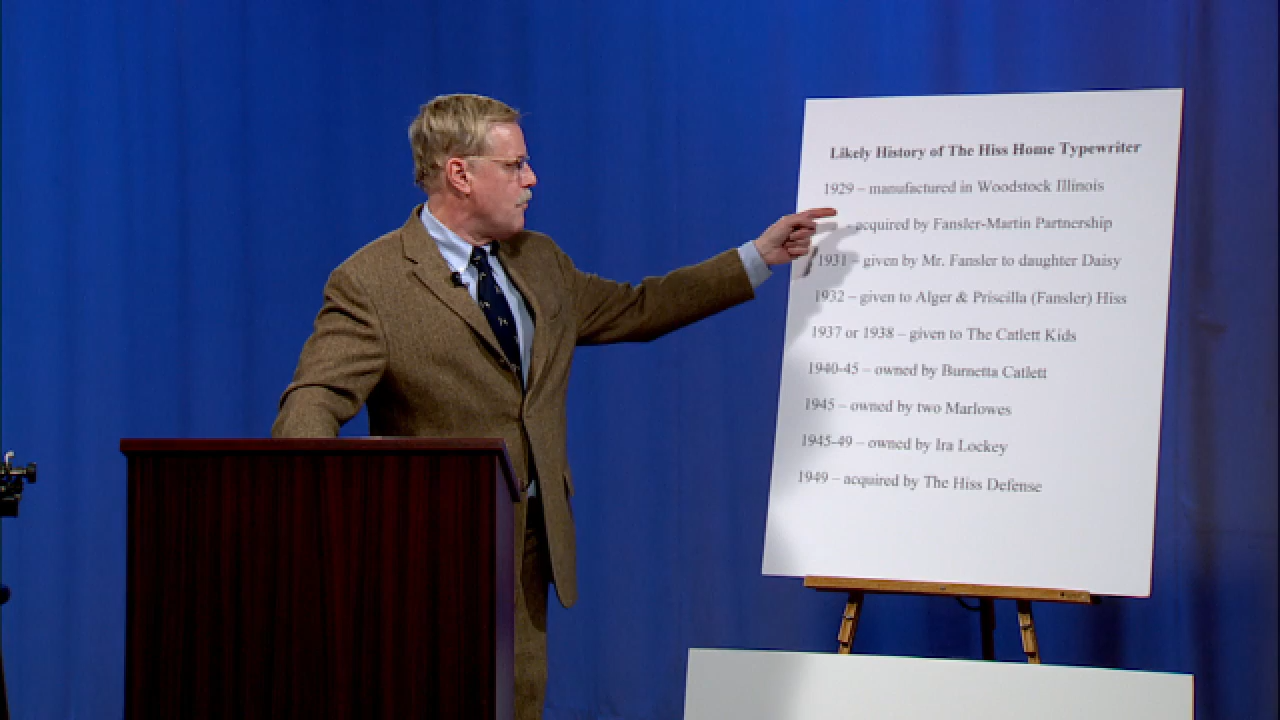 Likely History of The Hiss Home Typewriter
1929 – manufactured in Woodstock Illinois
- acquired by Fansler-Martin Partnership
1931 – given by Mr. Fansler to daughter Daisy
1932 – given to Alger & Priscilla (Fansler) Hiss
1937 or 1938 – given to The Catlett Kids
1940-45 – owned by Burnetta Catlett
1945 – owned by two Marlowes
1945-49 – owned by Ira Lockey
1949 – acquired by The Hiss Defense